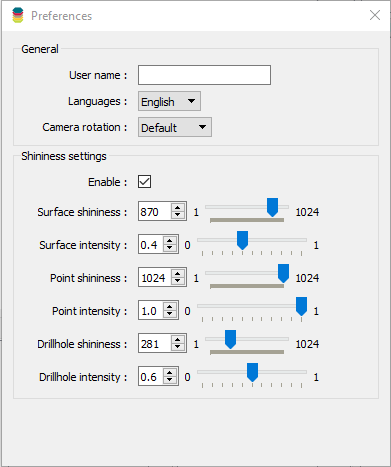 Preferences
General
User name :
Languages : English
Camera rotation : Default
Shininess settings
Enable :
Surface shininess : 870 1 1024
Surface intensity : 0.4 0 1
Point shininess : 1024 1 1024
Point intensity : 1.0 0 1
Drillhole shininess : 281 1 1024
Drillhole intensity : 0.6 0 1